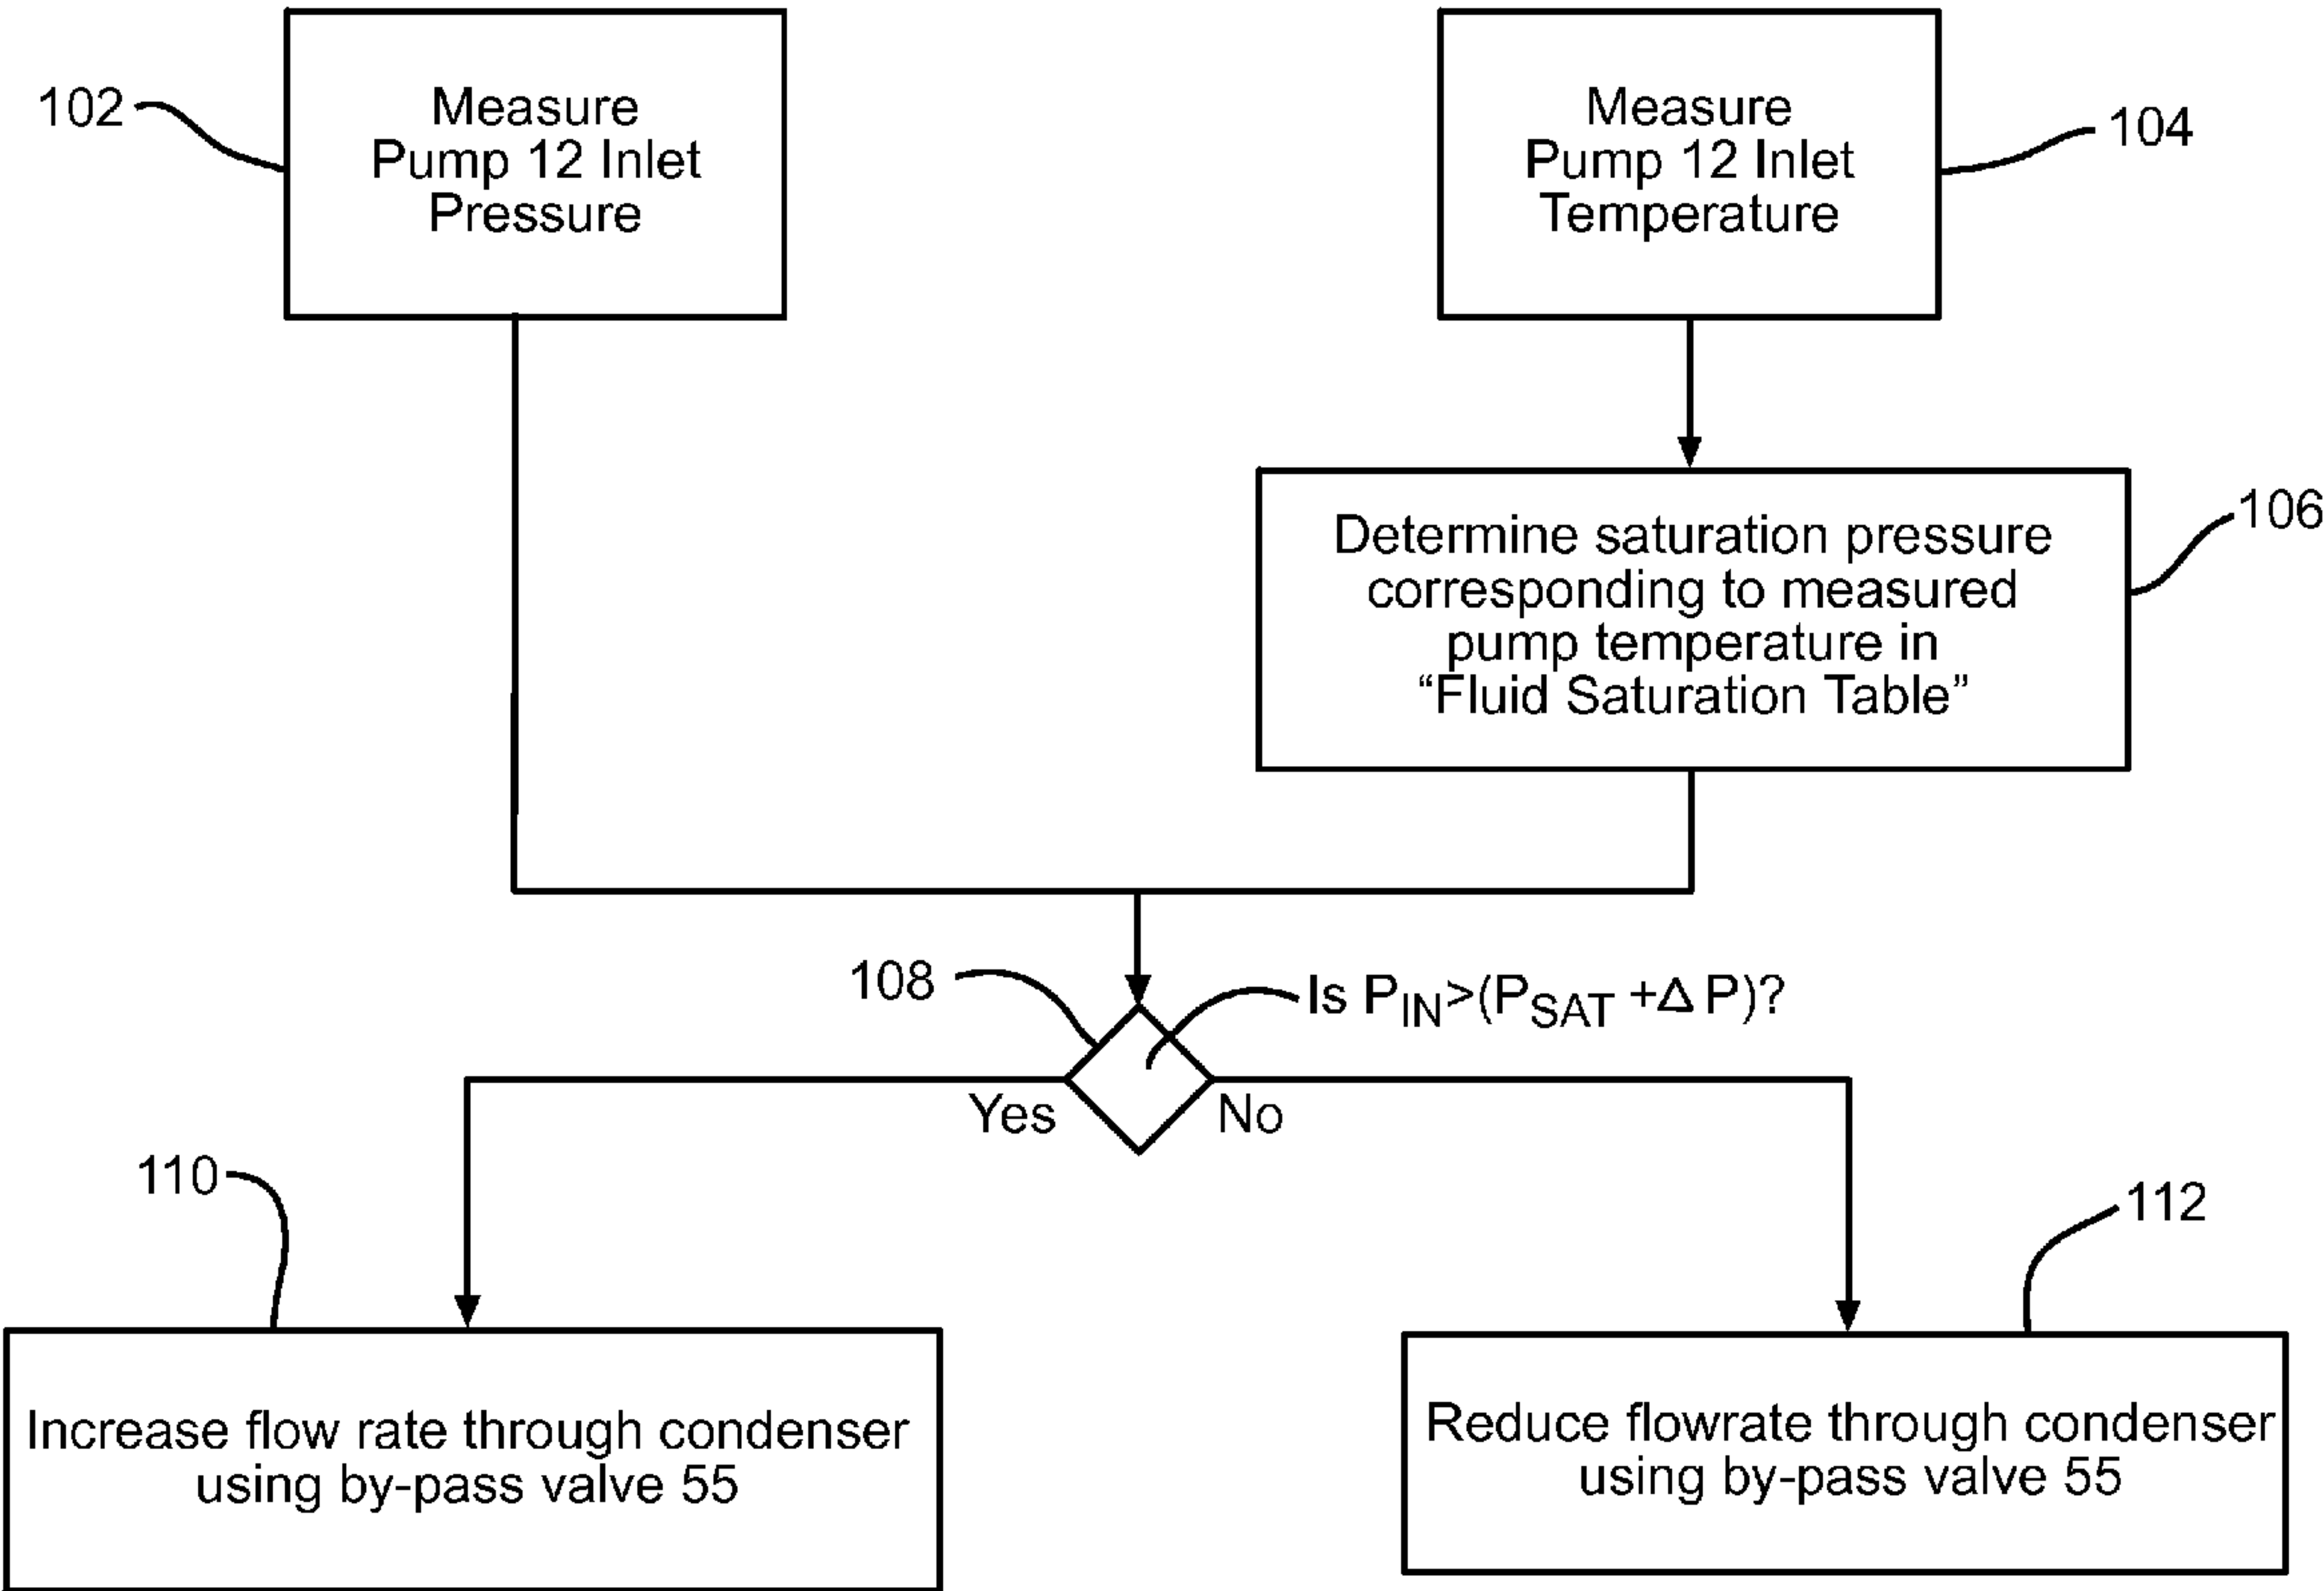 102
Measure
Pump 12 Inlet
Pressure
Measure
Pump 12 Inlet
Temperature
104
Determine saturation pressure
corresponding to measured
pump temperature in
“Fluid Saturation Table”
106
108
Is PIN>(PSAT +Δ P)?
Yes
No
110
112
Increase flow rate through condenser
using by-pass valve 55
Reduce flowrate through condenser
using by-pass valve 55